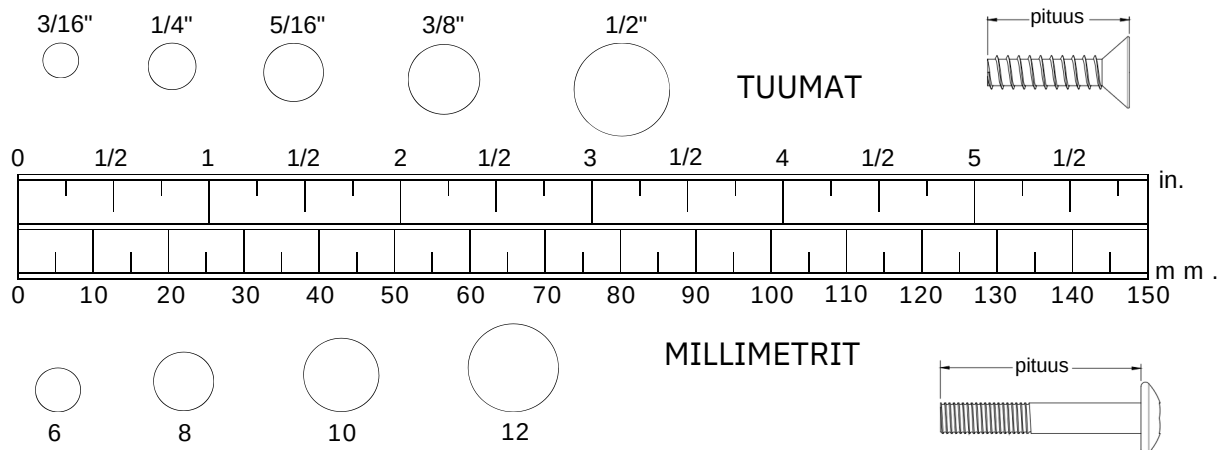 3/16" 1/4" 5/16" 3/8" 1/2"
pituus
TUUMAT
0 1/2 1 1/2 2 1/2 3 1/2 4 1/2 5 1/2
in.
mm.
0 10 20 30 40 50 60 70 80 90 100 110 120 130 140 150
MILLIMETRIT
pituus
6 8 10 12